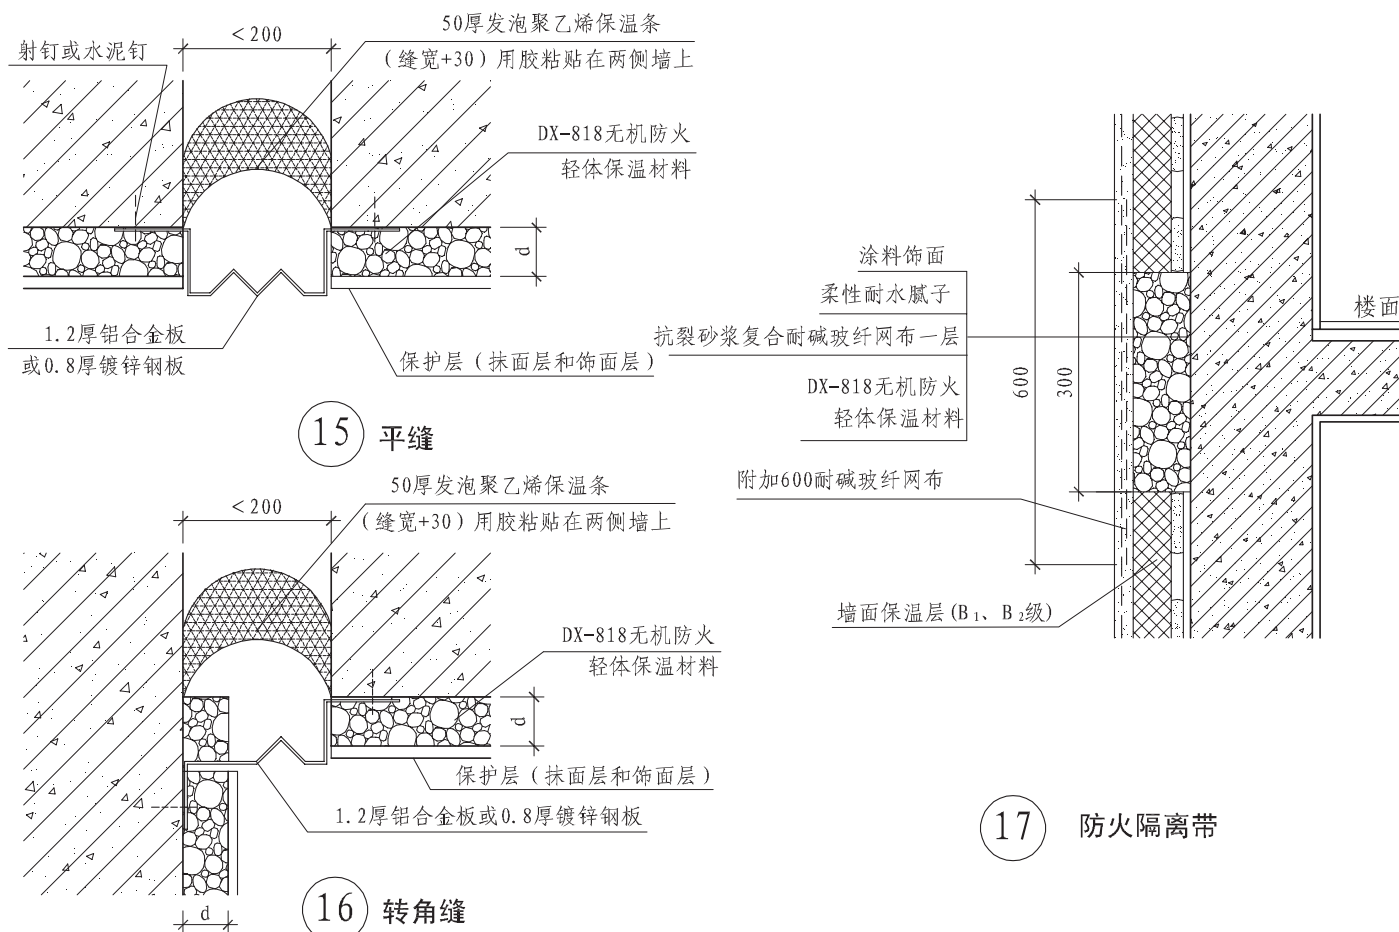 50厚发泡聚乙烯保温条
(缝宽+30)用胶粘贴在两侧墙上
<200
射钉或水泥钉
DX-818无机防火
轻体保温材料
d
1.2厚铝合金板
或0.8厚镀锌钢板
保护层(抹面层和饰面层)
15 平缝
50厚发泡聚乙烯保温条
(缝宽+30)用胶粘贴在两侧墙上
<200
DX-818无机防火
轻体保温材料
d
保护层(抹面层和饰面层)
1.2厚铝合金板或0.8厚镀锌钢板
d
16 转角缝
涂料饰面
柔性耐水腻子
抗裂砂浆复合耐碱玻纤网布一层
DX-818无机防火
轻体保温材料
600
300
楼面
附加600耐碱玻纤网布
墙面保温层(B₁、B₂级)
17 防火隔离带